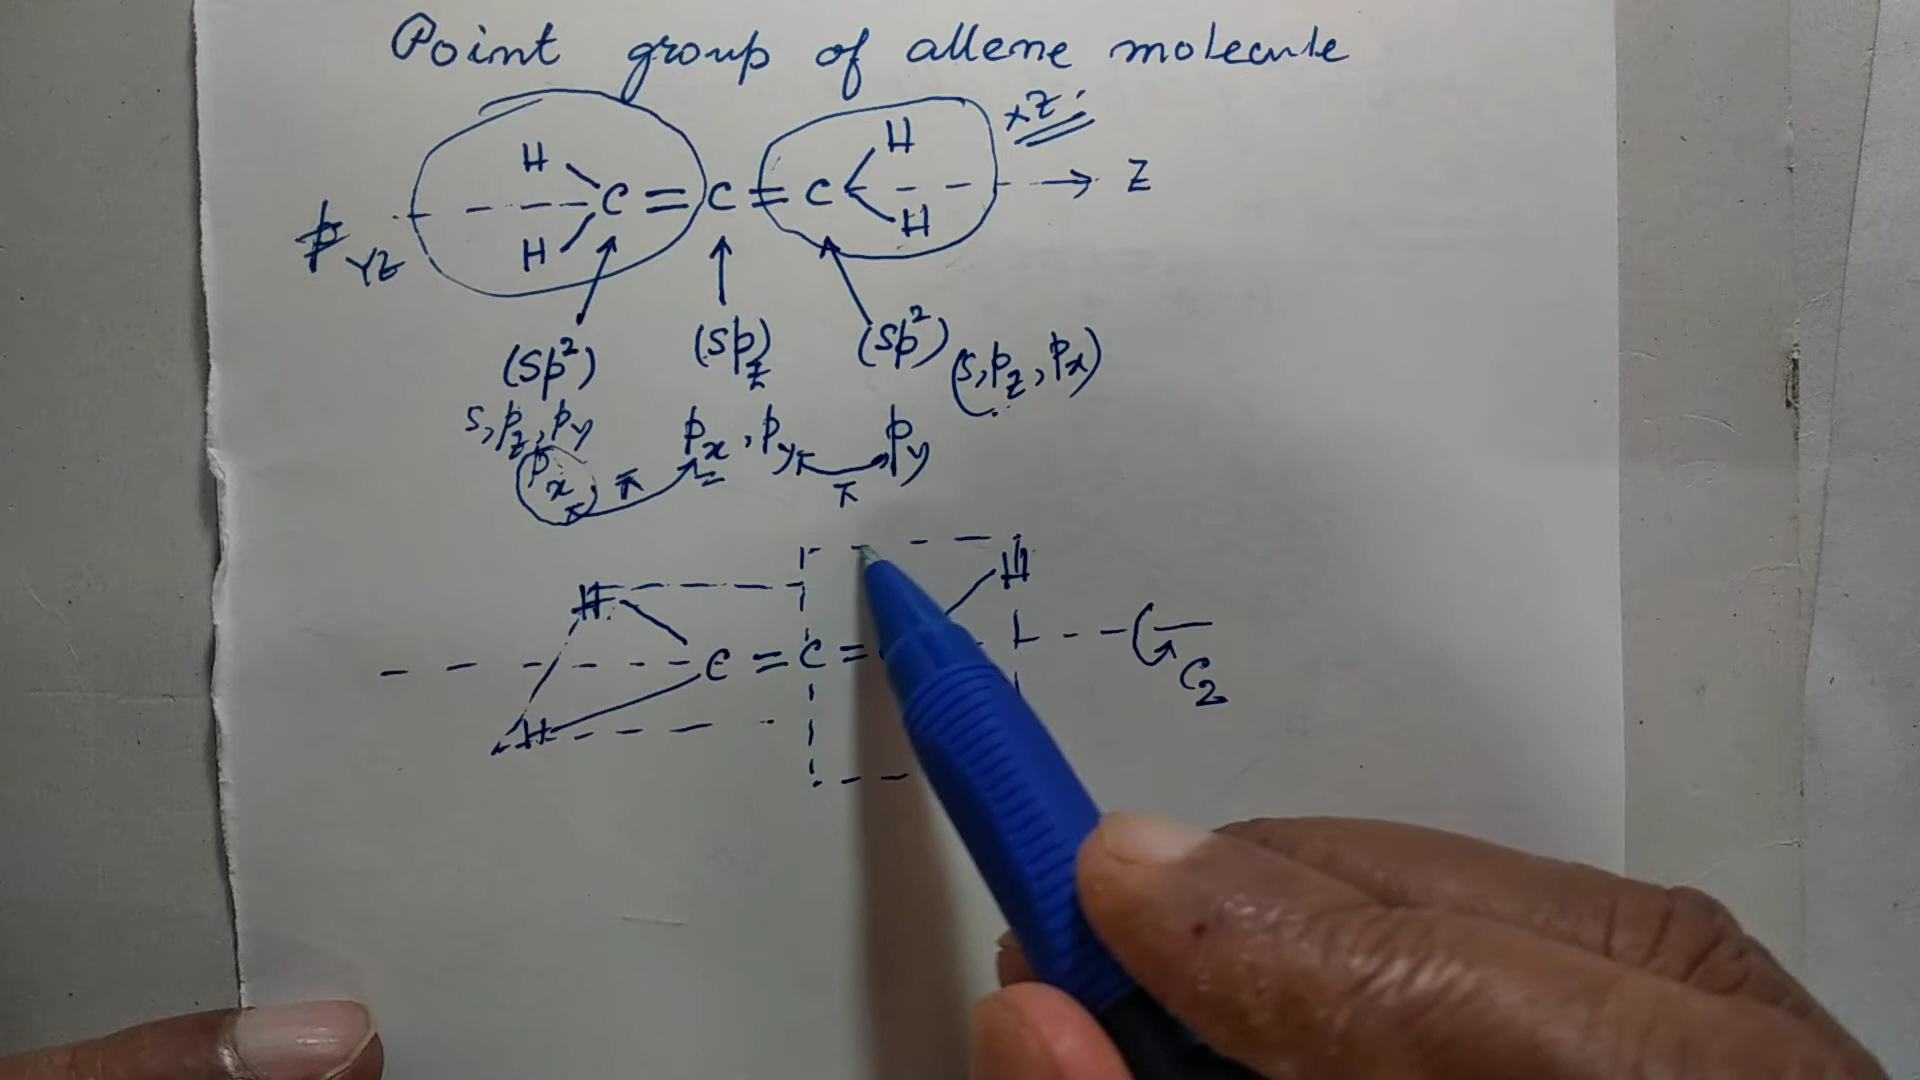 Point group of allene molecule
H H xz
C = C = C → Z
YZ H H
(sp²) (sp z) (sp²) (s, pz, px)
s, pz, py px, py py
px π π
H H
C = C =
H C₂